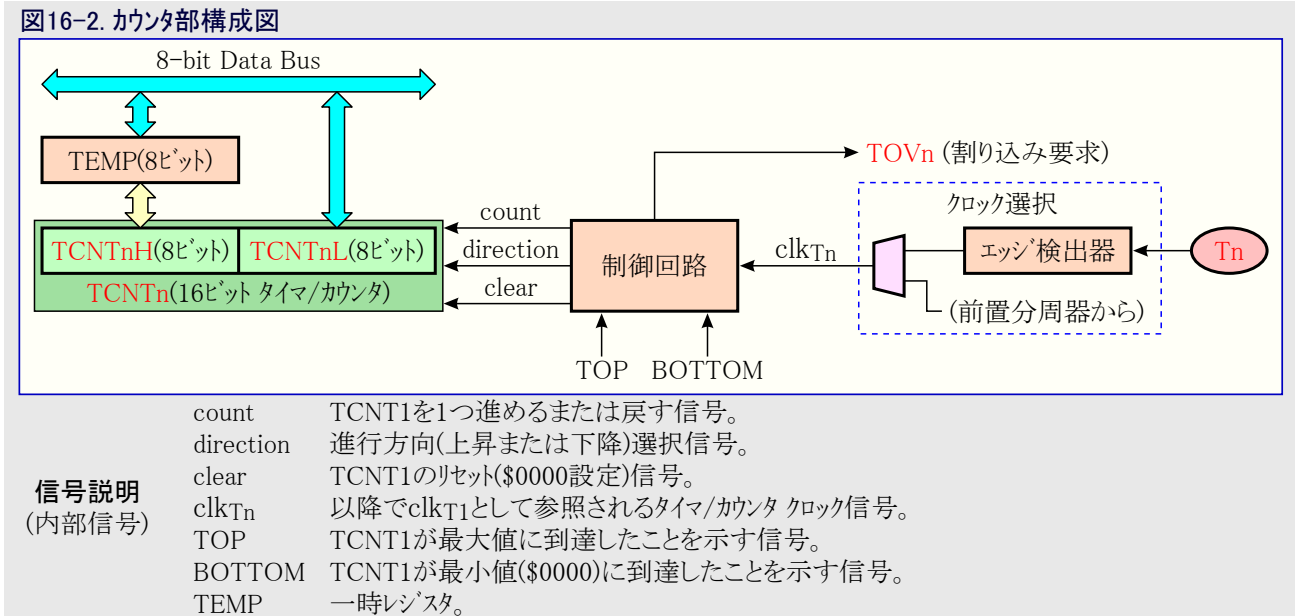 図16-2. カウンタ部構成図
8-bit Data Bus
TEMP(8ビット)
TCNTnH(8ビット)
TCNTnL(8ビット)
TCNTn(16ビット タイマ/カウンタ)
count
direction
clear
制御回路
TOVn (割り込み要求)
clkTn
クロック選択
エッジ検出器
Tn
(前置分周器から)
TOP
BOTTOM
信号説明
(内部信号)
count TCNT1を1つ進めるまたは戻す信号。
direction 進行方向(上昇または下降)選択信号。
clear TCNT1のリセット($0000設定)信号。
clkTn 以降でclkT1として参照されるタイマ/カウンタ クロック信号。
TOP TCNT1が最大値に到達したことを示す信号。
BOTTOM TCNT1が最小値($0000)に到達したことを示す信号。
TEMP 一時レジスタ。